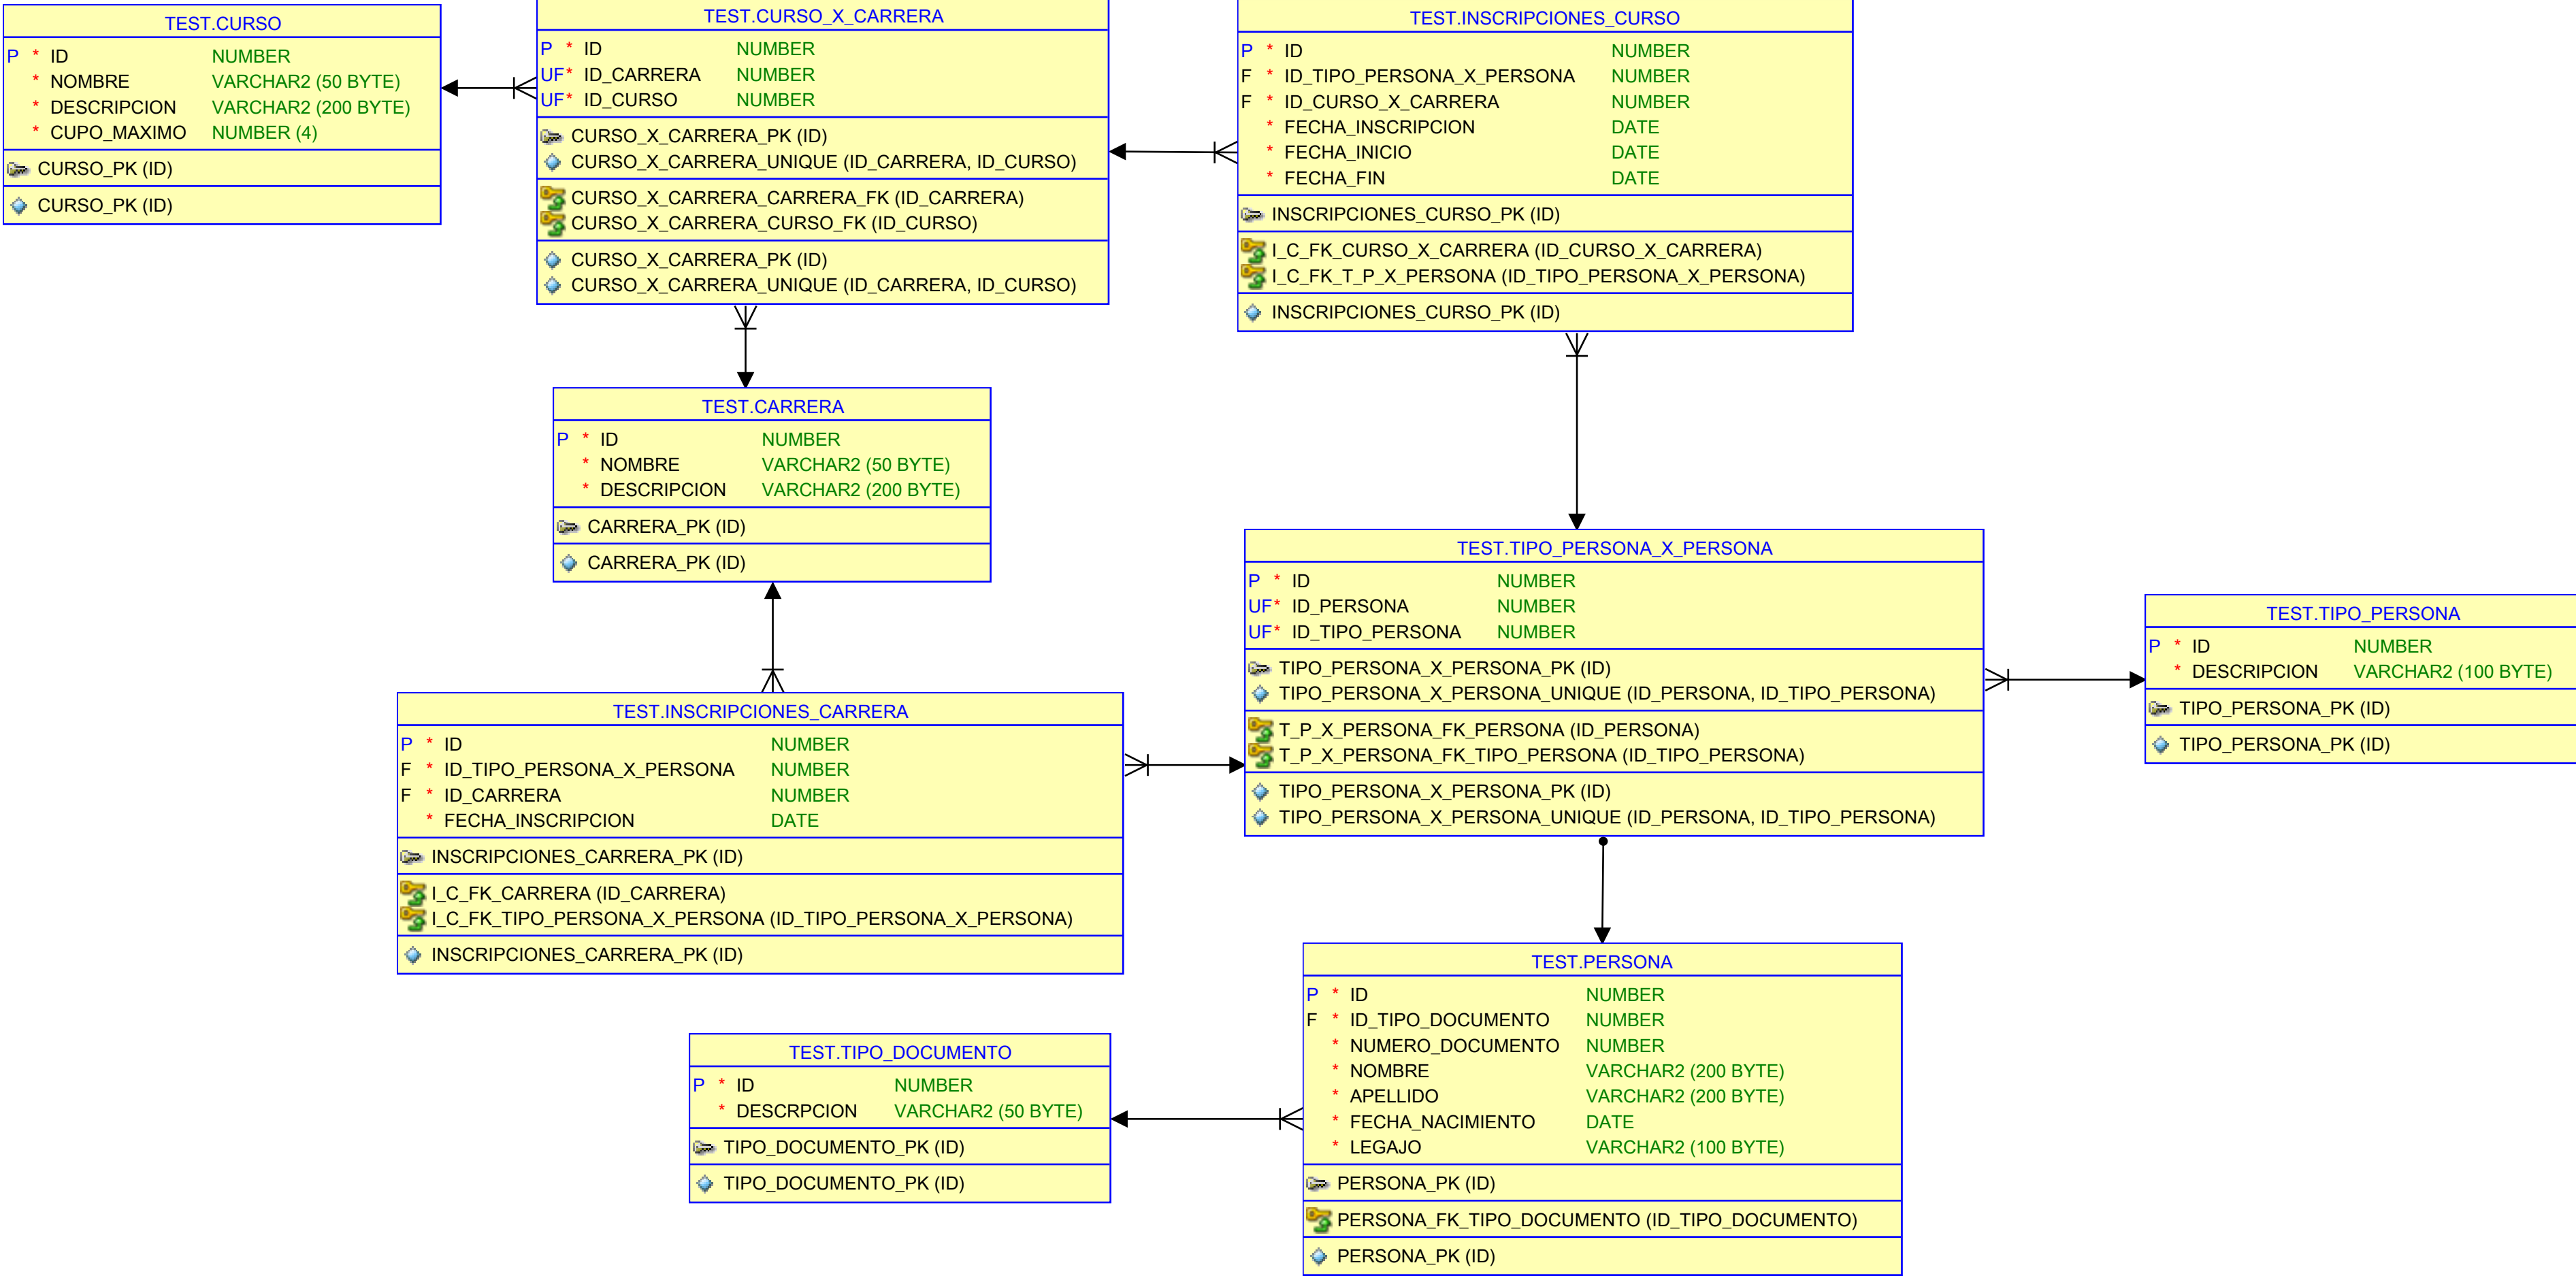 TEST.CURSO
P * ID NUMBER
* NOMBRE VARCHAR2 (50 BYTE)
* DESCRIPCION VARCHAR2 (200 BYTE)
* CUPO_MAXIMO NUMBER (4)
CURSO_PK (ID)
CURSO_PK (ID)
TEST.CURSO_X_CARRERA
P * ID NUMBER
UF* ID_CARRERA NUMBER
UF* ID_CURSO NUMBER
CURSO_X_CARRERA_PK (ID)
CURSO_X_CARRERA_UNIQUE (ID_CARRERA, ID_CURSO)
CURSO_X_CARRERA_CARRERA_FK (ID_CARRERA)
CURSO_X_CARRERA_CURSO_FK (ID_CURSO)
CURSO_X_CARRERA_PK (ID)
CURSO_X_CARRERA_UNIQUE (ID_CARRERA, ID_CURSO)
TEST.INSCRIPCIONES_CURSO
P * ID NUMBER
F * ID_TIPO_PERSONA_X_PERSONA NUMBER
F * ID_CURSO_X_CARRERA NUMBER
* FECHA_INSCRIPCION DATE
* FECHA_INICIO DATE
* FECHA_FIN DATE
INSCRIPCIONES_CURSO_PK (ID)
I_C_FK_CURSO_X_CARRERA (ID_CURSO_X_CARRERA)
I_C_FK_T_P_X_PERSONA (ID_TIPO_PERSONA_X_PERSONA)
INSCRIPCIONES_CURSO_PK (ID)
TEST.CARRERA
P * ID NUMBER
* NOMBRE VARCHAR2 (50 BYTE)
* DESCRIPCION VARCHAR2 (200 BYTE)
CARRERA_PK (ID)
CARRERA_PK (ID)
TEST.TIPO_PERSONA_X_PERSONA
P * ID NUMBER
UF* ID_PERSONA NUMBER
UF* ID_TIPO_PERSONA NUMBER
TIPO_PERSONA_X_PERSONA_PK (ID)
TIPO_PERSONA_X_PERSONA_UNIQUE (ID_PERSONA, ID_TIPO_PERSONA)
T_P_X_PERSONA_FK_PERSONA (ID_PERSONA)
T_P_X_PERSONA_FK_TIPO_PERSONA (ID_TIPO_PERSONA)
TIPO_PERSONA_X_PERSONA_PK (ID)
TIPO_PERSONA_X_PERSONA_UNIQUE (ID_PERSONA, ID_TIPO_PERSONA)
TEST.TIPO_PERSONA
P * ID NUMBER
* DESCRIPCION VARCHAR2 (100 BYTE)
TIPO_PERSONA_PK (ID)
TIPO_PERSONA_PK (ID)
TEST.INSCRIPCIONES_CARRERA
P * ID NUMBER
F * ID_TIPO_PERSONA_X_PERSONA NUMBER
F * ID_CARRERA NUMBER
* FECHA_INSCRIPCION DATE
INSCRIPCIONES_CARRERA_PK (ID)
I_C_FK_CARRERA (ID_CARRERA)
I_C_FK_TIPO_PERSONA_X_PERSONA (ID_TIPO_PERSONA_X_PERSONA)
INSCRIPCIONES_CARRERA_PK (ID)
TEST.PERSONA
P * ID NUMBER
F * ID_TIPO_DOCUMENTO NUMBER
* NUMERO_DOCUMENTO NUMBER
* NOMBRE VARCHAR2 (200 BYTE)
* APELLIDO VARCHAR2 (200 BYTE)
* FECHA_NACIMIENTO DATE
* LEGAJO VARCHAR2 (100 BYTE)
PERSONA_PK (ID)
PERSONA_FK_TIPO_DOCUMENTO (ID_TIPO_DOCUMENTO)
PERSONA_PK (ID)
TEST.TIPO_DOCUMENTO
P * ID NUMBER
* DESCRPCION VARCHAR2 (50 BYTE)
TIPO_DOCUMENTO_PK (ID)
TIPO_DOCUMENTO_PK (ID)